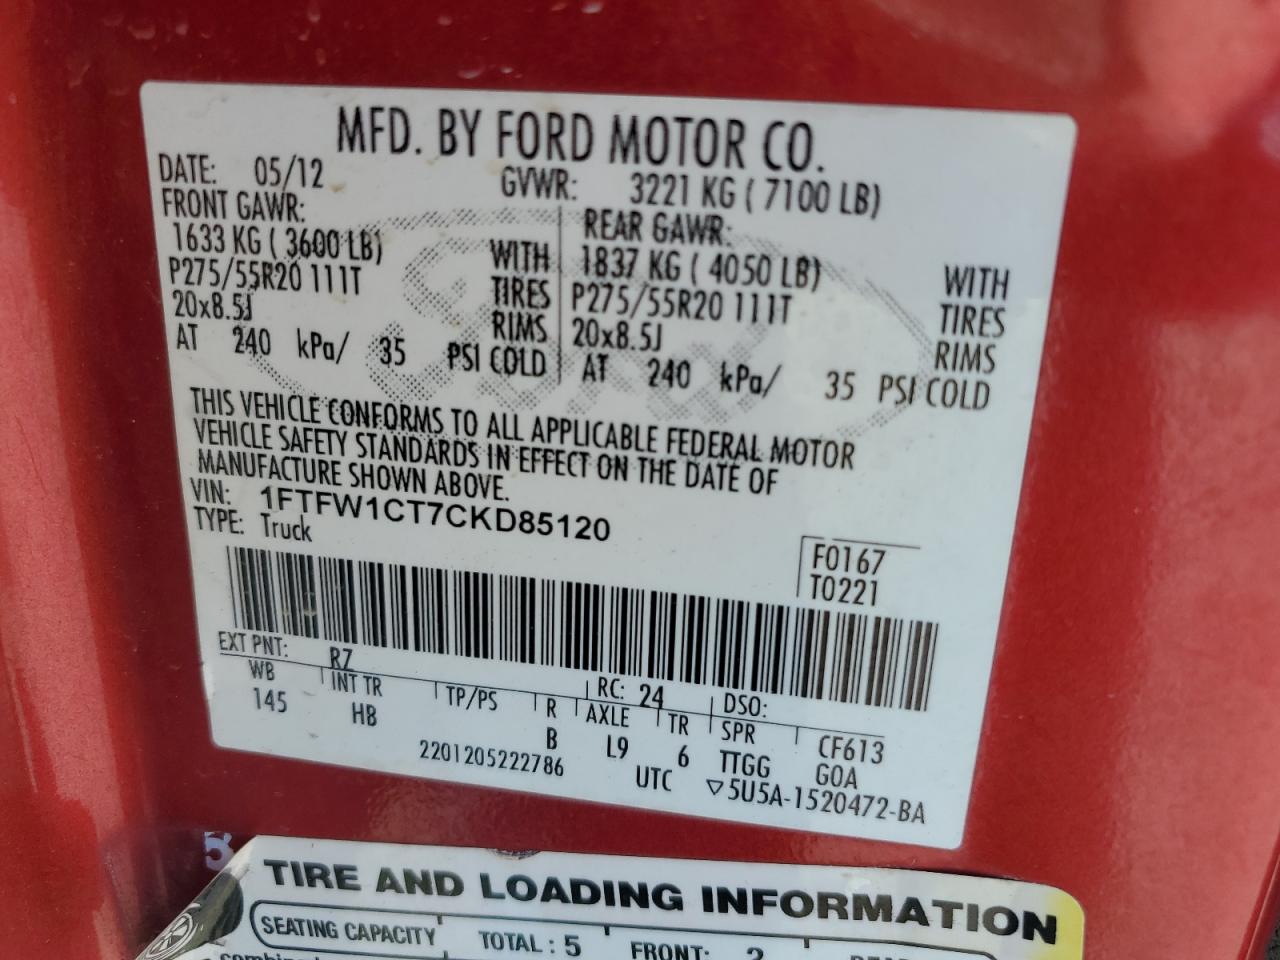 MFD. BY FORD MOTOR CO.
DATE: 05/12 GVWR: 3221 KG ( 7100 LB)
FRONT GAWR: REAR GAWR:
1633 KG ( 3600 LB) WITH 1837 KG ( 4050 LB) WITH
P275/55R20 111T TIRES P275/55R20 111T TIRES
20x8.5J RIMS 20x8.5J RIMS
AT 240 kPa/ 35 PSI COLD AT 240 kPa/ 35 PSI COLD
THIS VEHICLE CONFORMS TO ALL APPLICABLE FEDERAL MOTOR
VEHICLE SAFETY STANDARDS IN EFFECT ON THE DATE OF
MANUFACTURE SHOWN ABOVE.
VIN: 1FTFW1CT7CKD85120
TYPE: Truck
F0167
T0221
EXT PNT: RZ RC: 24 DSO:
WB INT TR TP/PS R AXLE TR SPR CF613
145 HB B L9 6 TTGG GOA
2201205222786 UTC ▽5U5A-1520472-BA
TIRE AND LOADING INFORMATION
SEATING CAPACITY TOTAL : 5 FRONT: 2